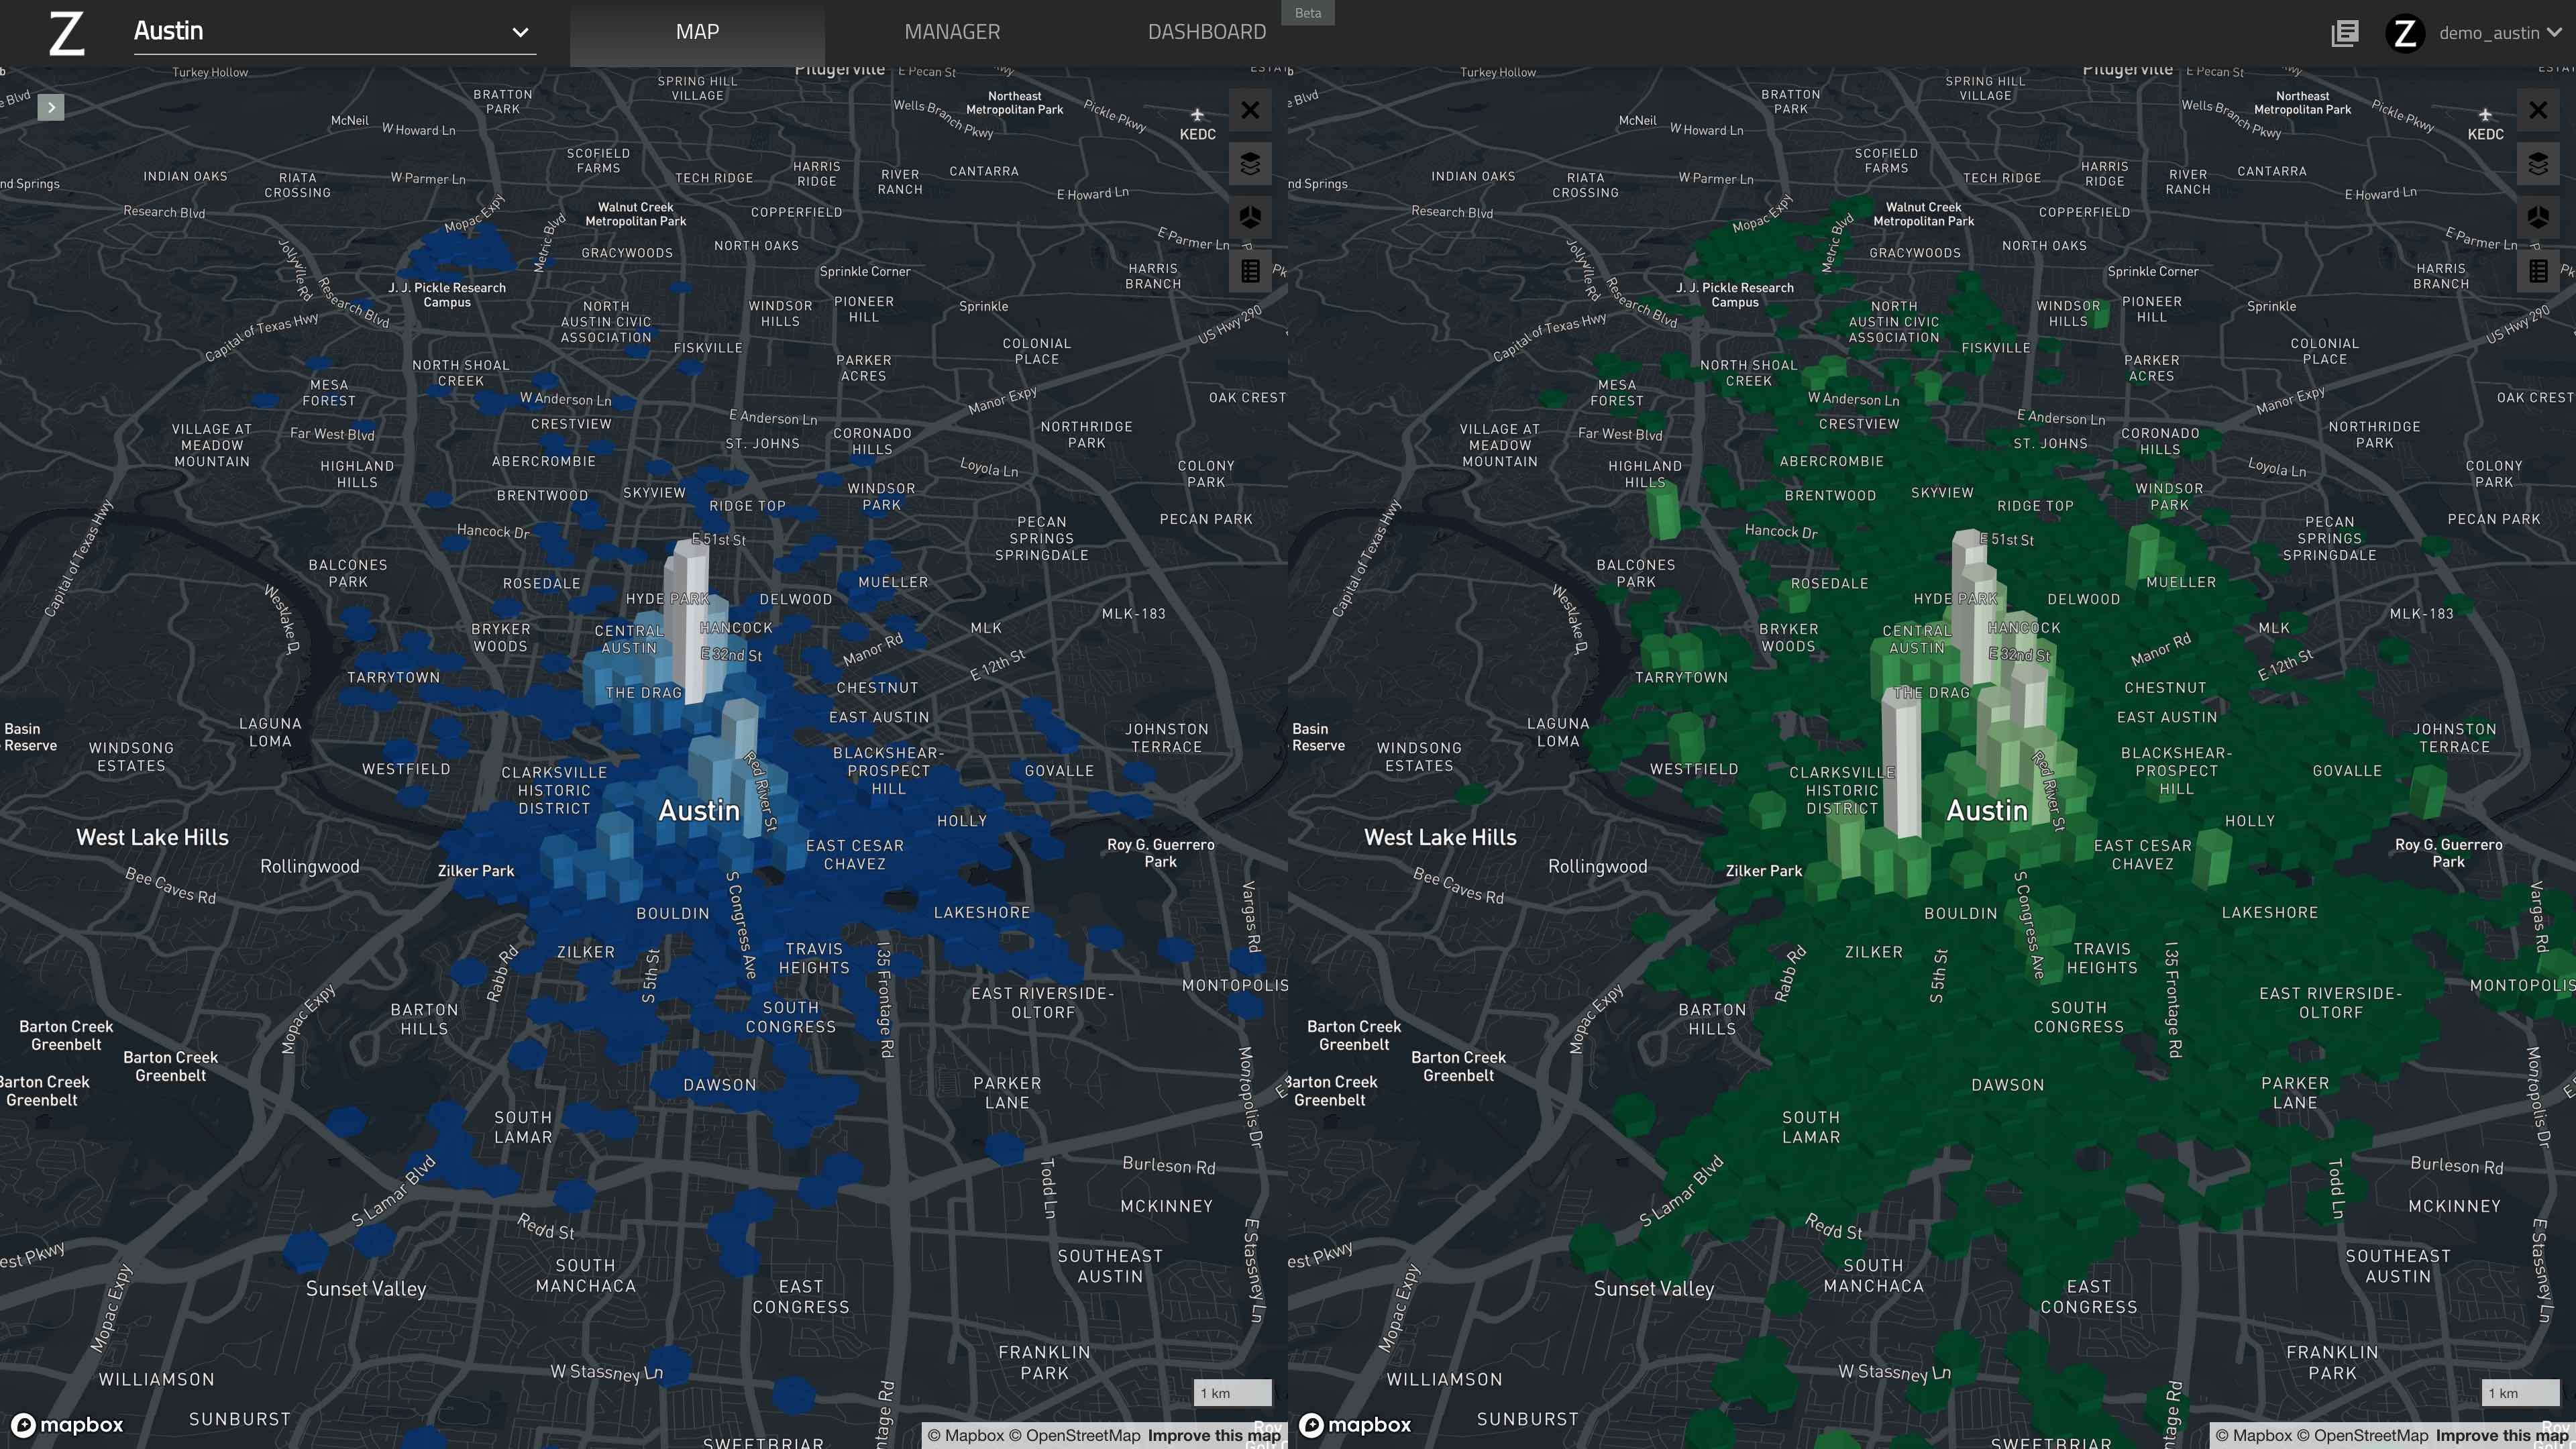 Z
Austin
MAP
MANAGER
DASHBOARD
Beta
Z
demo_austin
Turkey Hollow
SPRING HILL
VILLAGE
Pflugerville
E Pecan St
BRATTON
PARK
Wells Branch Pkwy
Northeast
Metropolitan Park
Pickle Pkwy
KEDC
McNeil
W Howard Ln
SCOFIELD
FARMS
HARRIS
RIDGE
CANTARRA
nd Springs
INDIAN OAKS
RIATA
CROSSING
W Parmer Ln
TECH RIDGE
RIVER
RANCH
E Howard Ln
Research Blvd
Mopac Expy
Walnut Creek
Metropolitan Park
COPPERFIELD
Metric Blvd
GRACYWOODS
NORTH OAKS
E Parmer Ln
Jollyville Rd
Sprinkle Corner
HARRIS
BRANCH
J. J. Pickle Research
Campus
Research Blvd
NORTH
AUSTIN CIVIC
ASSOCIATION
WINDSOR
HILLS
PIONEER
HILL
Sprinkle
US Hwy 290
Capital of Texas Hwy
FISKVILLE
COLONIAL
PLACE
NORTH SHOAL
CREEK
PARKER
ACRES
MESA
FOREST
W Anderson Ln
Manor Expy
OAK CREST
E Anderson Ln
VILLAGE AT
MEADOW
MOUNTAIN
Far West Blvd
CRESTVIEW
ST. JOHNS
CORONADO
HILLS
NORTHRIDGE
PARK
HIGHLAND
HILLS
ABERCROMBIE
Loyola Ln
COLONY
PARK
BRENTWOOD
SKYVIEW
RIDGE TOP
WINDSOR
PARK
Capital of Texas Hwy
Hancock Dr
E 51st St
PECAN
SPRINGS
SPRINGDALE
PECAN PARK
BALCONES
PARK
ROSEDALE
MUELLER
Westlake D
HYDE PARK
DELWOOD
MLK-183
BRYKER
WOODS
CENTRAL
AUSTIN
HANCOCK
MLK
E 32nd St
Manor Rd
E 12th St
TARRYTOWN
THE DRAG
CHESTNUT
EAST AUSTIN
Basin
Reserve
WINDSONG
ESTATES
LAGUNA
LOMA
JOHNSTON
TERRACE
WESTFIELD
CLARKSVILLE
HISTORIC
DISTRICT
Red River St
BLACKSHEAR-
PROSPECT
HILL
GOVALLE
Austin
HOLLY
West Lake Hills
Rollingwood
EAST CESAR
CHAVEZ
Roy G. Guerrero
Park
Zilker Park
Bee Caves Rd
S Congress Ave
Vargas Rd
BOULDIN
LAKESHORE
ZILKER
TRAVIS
HEIGHTS
Rabb Rd
S 5th St
I 35 Frontage Rd
MONTOPOLIS
EAST RIVERSIDE-
OLTORF
BARTON
HILLS
SOUTH
CONGRESS
Mopac Expy
Barton Creek
Greenbelt
Barton Creek
Greenbelt
Barton Creek
Greenbelt
DAWSON
PARKER
LANE
Montopolis Dr
SOUTH
LAMAR
S Lamar Blvd
Burleson Rd
Todd Ln
MCKINNEY
Redd St
est Pkwy
SOUTHEAST
AUSTIN
E Stassney Ln
Sunset Valley
SOUTH
MANCHACA
EAST
CONGRESS
Mopac Expy
FRANKLIN
PARK
WILLIAMSON
W Stassney Ln
1 km
SUNBURST
mapbox
ntage Rd
SWEETBRIAR
© Mapbox © OpenStreetMap Improve this map
Turkey Hollow
SPRING HILL
VILLAGE
Pflugerville
E Pecan St
e Blvd
BRATTON
PARK
Wells Branch Pkwy
Northeast
Metropolitan Park
Pickle Pkwy
KEDC
McNeil
W Howard Ln
SCOFIELD
FARMS
HARRIS
RIDGE
CANTARRA
nd Springs
INDIAN OAKS
RIATA
CROSSING
W Parmer Ln
TECH RIDGE
RIVER
RANCH
E Howard Ln
Research Blvd
Mopac Expy
Walnut Creek
Metropolitan Park
COPPERFIELD
Metric Blvd
GRACYWOODS
NORTH OAKS
E Parmer Ln
Jollyville Rd
Sprinkle Corner
HARRIS
BRANCH
J. J. Pickle Research
Campus
Research Blvd
NORTH
AUSTIN CIVIC
ASSOCIATION
WINDSOR
HILLS
PIONEER
HILL
Sprinkle
US Hwy 290
Capital of Texas Hwy
FISKVILLE
COLONIAL
PLACE
NORTH SHOAL
CREEK
PARKER
ACRES
MESA
FOREST
W Anderson Ln
Manor Expy
OAK CREST
E Anderson Ln
VILLAGE AT
MEADOW
MOUNTAIN
Far West Blvd
CRESTVIEW
ST. JOHNS
CORONADO
HILLS
NORTHRIDGE
PARK
HIGHLAND
HILLS
ABERCROMBIE
Loyola Ln
COLONY
PARK
BRENTWOOD
SKYVIEW
RIDGE TOP
WINDSOR
PARK
Capital of Texas Hwy
Hancock Dr
E 51st St
PECAN
SPRINGS
SPRINGDALE
PECAN PARK
BALCONES
PARK
ROSEDALE
MUELLER
Westlake D
HYDE PARK
DELWOOD
MLK-183
BRYKER
WOODS
CENTRAL
AUSTIN
HANCOCK
MLK
E 32nd St
Manor Rd
E 12th St
TARRYTOWN
THE DRAG
CHESTNUT
EAST AUSTIN
Basin
Reserve
WINDSONG
ESTATES
LAGUNA
LOMA
JOHNSTON
TERRACE
WESTFIELD
CLARKSVILLE
HISTORIC
DISTRICT
Red River St
BLACKSHEAR-
PROSPECT
HILL
GOVALLE
Austin
HOLLY
West Lake Hills
Rollingwood
EAST CESAR
CHAVEZ
Roy G. Guerrero
Park
Zilker Park
Bee Caves Rd
S Congress Ave
Vargas Rd
BOULDIN
LAKESHORE
ZILKER
TRAVIS
HEIGHTS
Rabb Rd
S 5th St
I 35 Frontage Rd
MONTOPOLIS
EAST RIVERSIDE-
OLTORF
BARTON
HILLS
SOUTH
CONGRESS
Mopac Expy
Barton Creek
Greenbelt
Barton Creek
Greenbelt
Barton Creek
Greenbelt
DAWSON
PARKER
LANE
Montopolis Dr
SOUTH
LAMAR
S Lamar Blvd
Burleson Rd
Todd Ln
MCKINNEY
Redd St
est Pkwy
SOUTHEAST
AUSTIN
E Stassney Ln
Sunset Valley
SOUTH
MANCHACA
EAST
CONGRESS
Mopac Expy
FRANKLIN
PARK
WILLIAMSON
W Stassney Ln
1 km
SUNBURST
mapbox
ntage Rd
SWEETBRIAR
© Mapbox © OpenStreetMap Improve this map